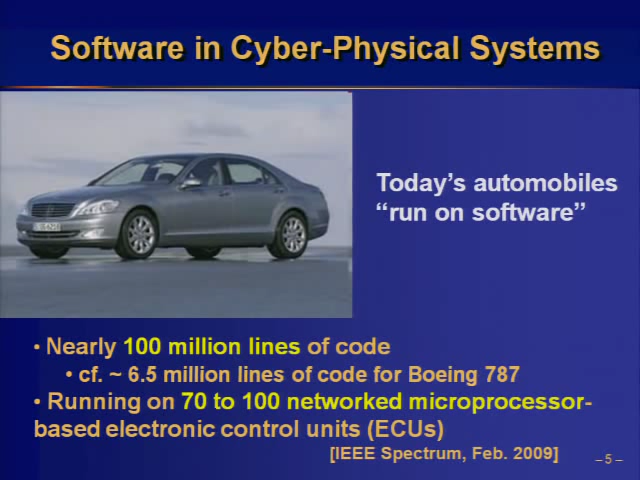 Software in Cyber-Physical Systems
Today’s automobiles
“run on software”
• Nearly 100 million lines of code
• cf. ~ 6.5 million lines of code for Boeing 787
• Running on 70 to 100 networked microprocessor-
based electronic control units (ECUs)
[IEEE Spectrum, Feb. 2009]
– 5 –